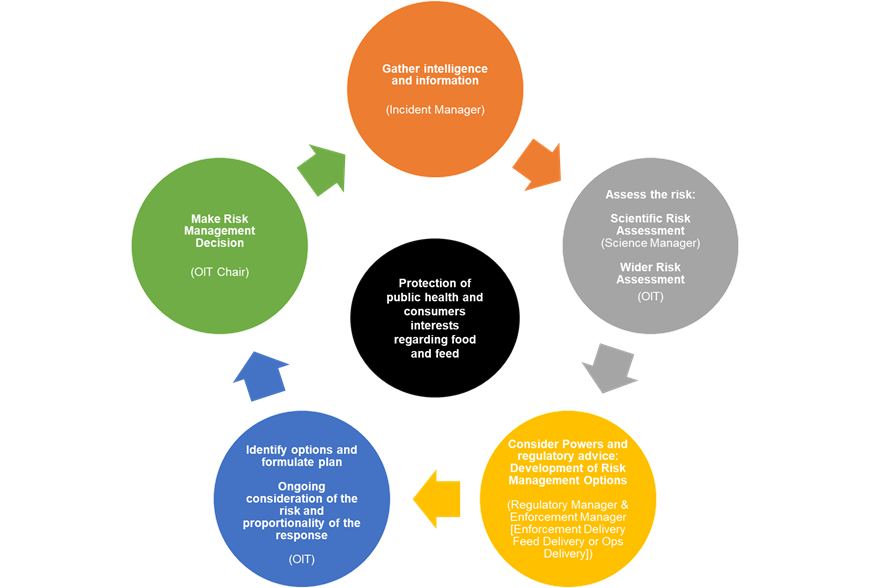 Gather intelligence
and information
(Incident Manager)
Assess the risk:
Scientific Risk
Assessment
(Science Manager)
Wider Risk
Assessment
(OIT)
Consider Powers and
regulatory advice:
Development of Risk
Management Options
(Regulatory Manager &
Enforcement Manager
[Enforcement Delivery
Feed Delivery or Ops
Delivery])
Identify options and
formulate plan
Ongoing
consideration of the
risk and
proportionality of the
response
(OIT)
Make Risk
Management
Decision
(OIT Chair)
Protection of
public health and
consumers
interests
regarding food
and feed